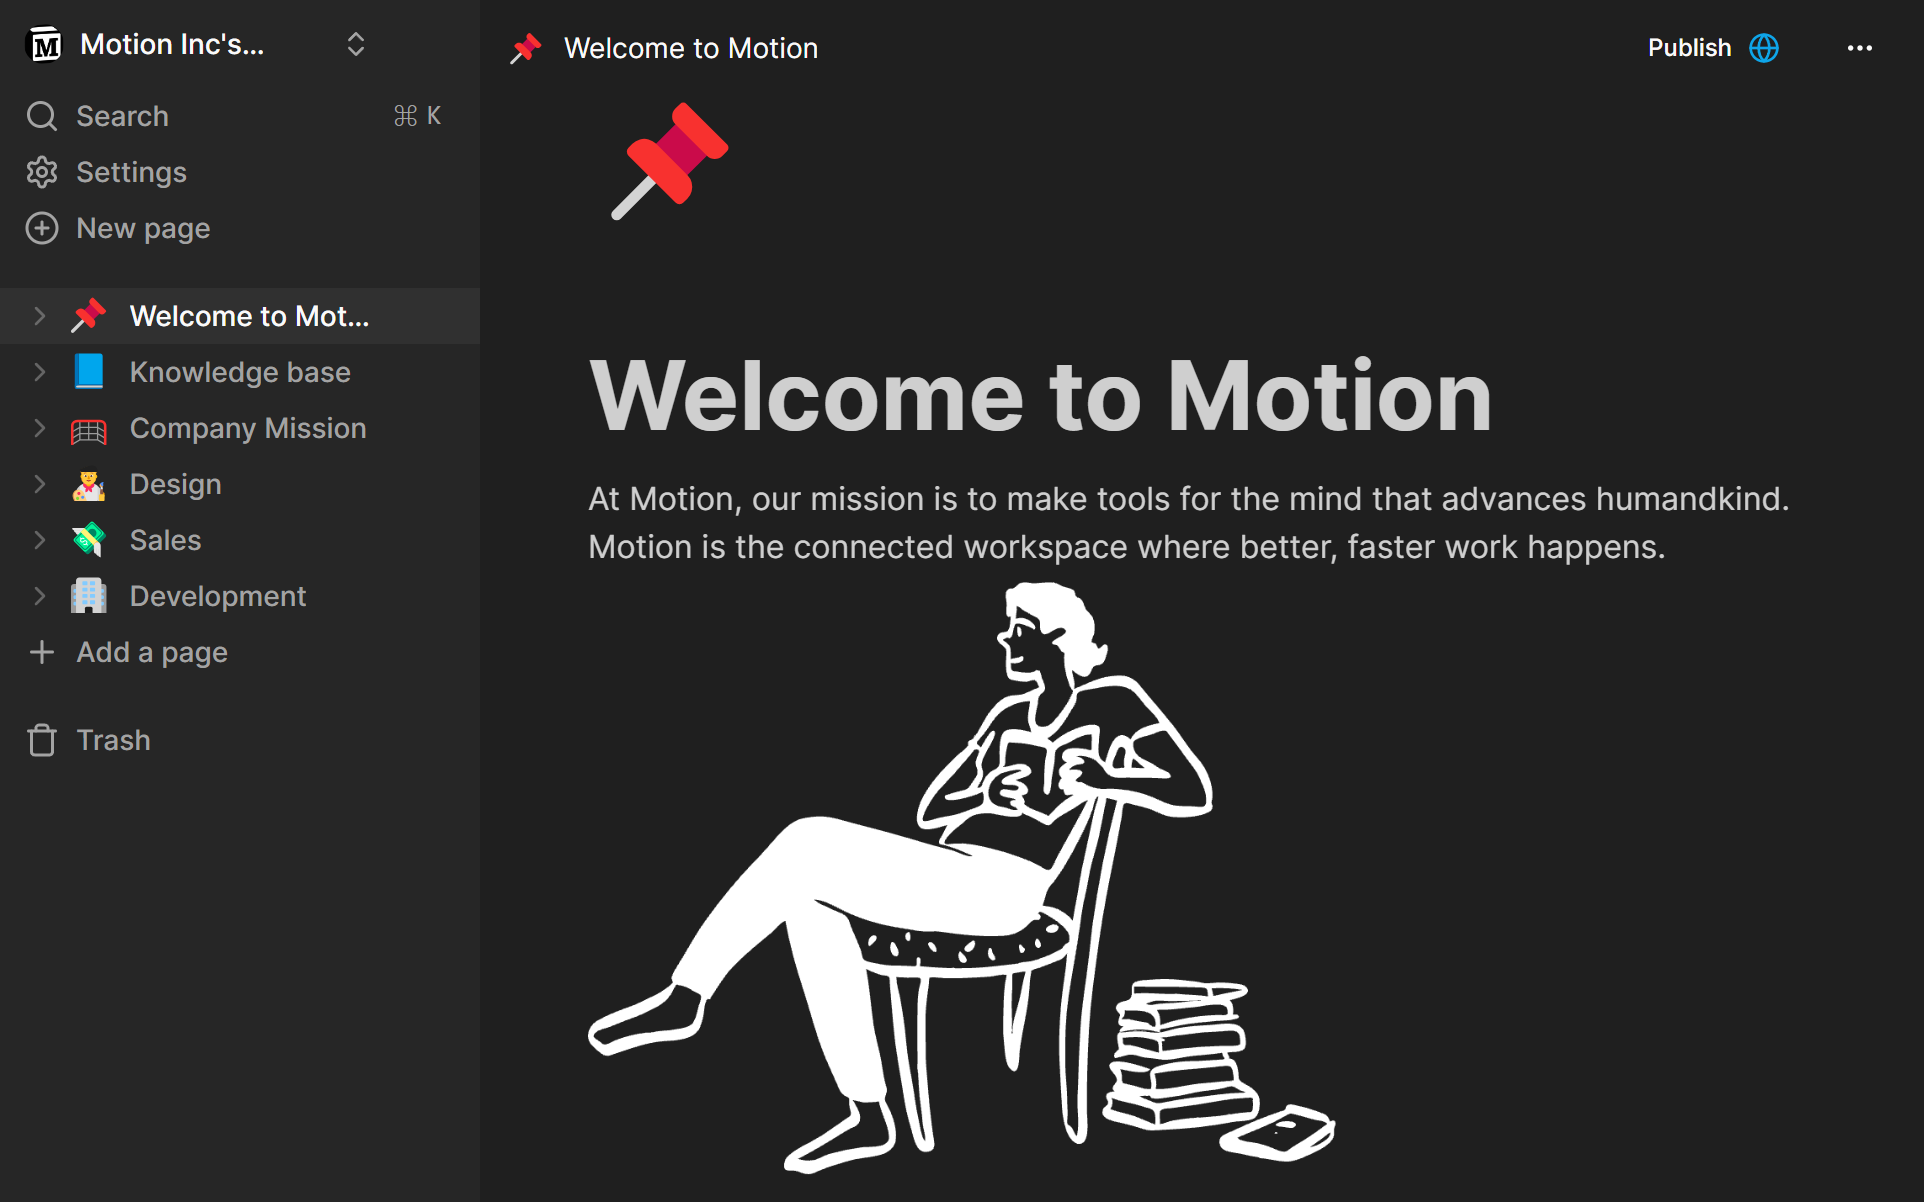 M Motion Inc's...
Search ⌘ K
Settings
New page
Welcome to Mot...
Knowledge base
Company Mission
Design
Sales
Development
Add a page
Trash
Welcome to Motion
Publish
Welcome to Motion
At Motion, our mission is to make tools for the mind that advances humandkind.
Motion is the connected workspace where better, faster work happens.